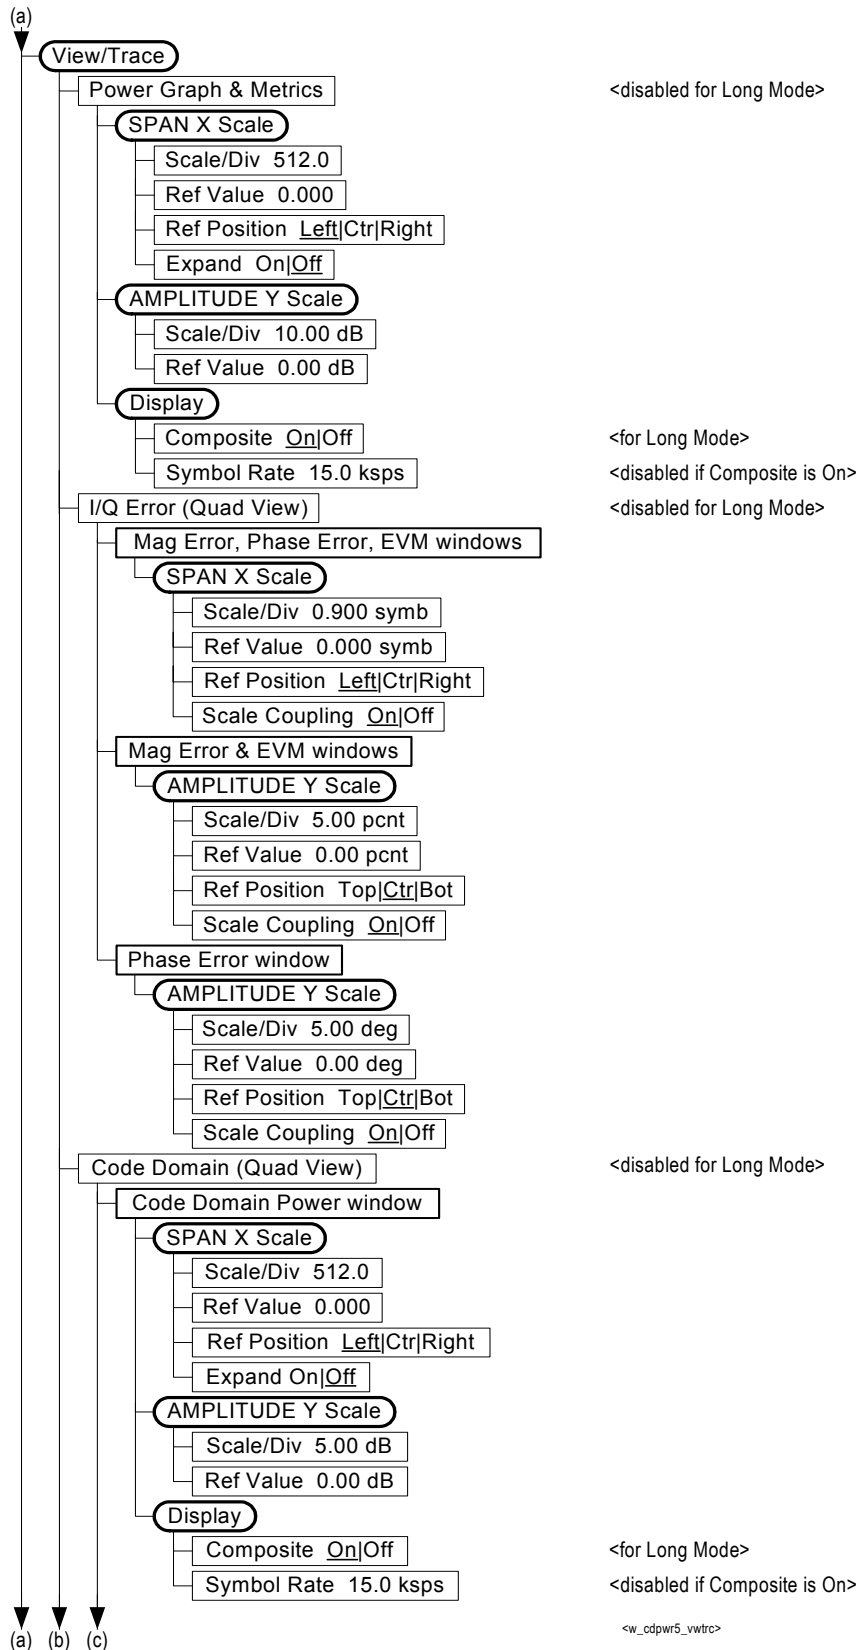 (a)
View/Trace
Power Graph & Metrics <disabled for Long Mode>
SPAN X Scale
Scale/Div 512.0
Ref Value 0.000
Ref Position Left|Ctr|Right
Expand On|Off
AMPLITUDE Y Scale
Scale/Div 10.00 dB
Ref Value 0.00 dB
Display
Composite On|Off <for Long Mode>
Symbol Rate 15.0 ksps <disabled if Composite is On>
I/Q Error (Quad View) <disabled for Long Mode>
Mag Error, Phase Error, EVM windows
SPAN X Scale
Scale/Div 0.900 symb
Ref Value 0.000 symb
Ref Position Left|Ctr|Right
Scale Coupling On|Off
Mag Error & EVM windows
AMPLITUDE Y Scale
Scale/Div 5.00 pcnt
Ref Value 0.00 pcnt
Ref Position Top|Ctr|Bot
Scale Coupling On|Off
Phase Error window
AMPLITUDE Y Scale
Scale/Div 5.00 deg
Ref Value 0.00 deg
Ref Position Top|Ctr|Bot
Scale Coupling On|Off
Code Domain (Quad View) <disabled for Long Mode>
Code Domain Power window
SPAN X Scale
Scale/Div 512.0
Ref Value 0.000
Ref Position Left|Ctr|Right
Expand On|Off
AMPLITUDE Y Scale
Scale/Div 5.00 dB
Ref Value 0.00 dB
Display
Composite On|Off <for Long Mode>
Symbol Rate 15.0 ksps <disabled if Composite is On>
<w_cdpwr5_vwtrc>
(a) (b) (c)